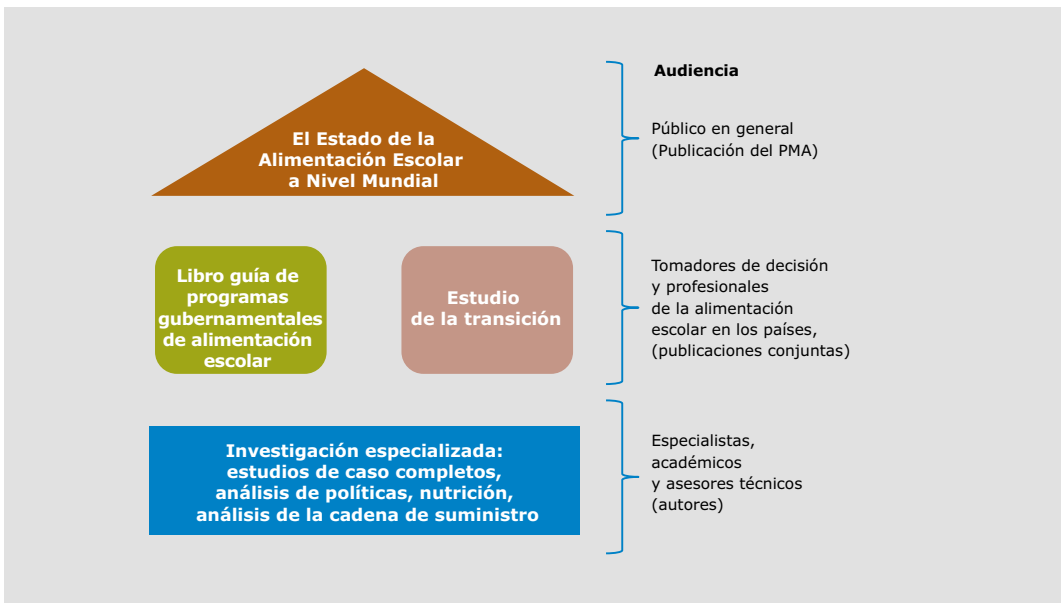 Audiencia
El Estado de la
Alimentación Escolar
a Nivel Mundial
Público en general
(Publicación del PMA)
Libro guía de
programas
gubernamentales
de alimentación
escolar
Estudio
de la transición
Tomadores de decisión
y profesionales
de la alimentación
escolar en los países,
(publicaciones conjuntas)
Investigación especializada:
estudios de caso completos,
análisis de políticas, nutrición,
análisis de la cadena de suministro
Especialistas,
académicos
y asesores técnicos
(autores)